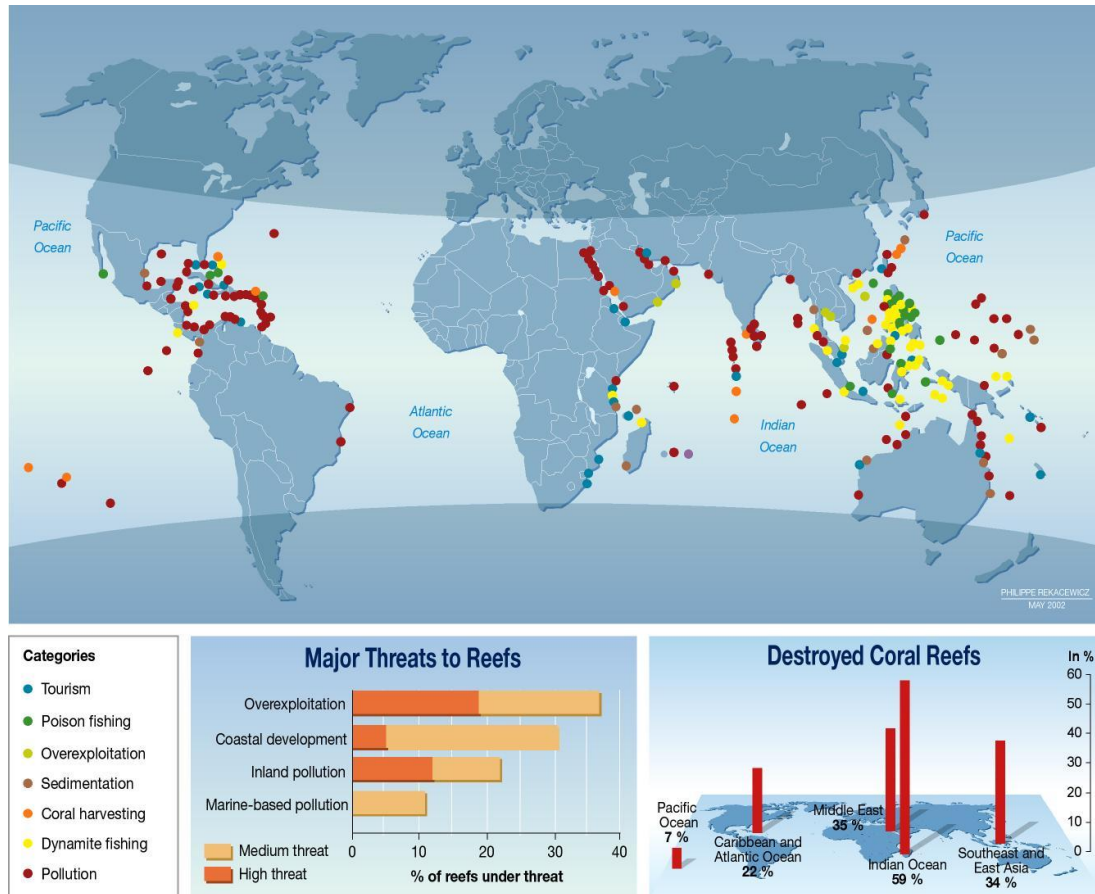 Pacific
Ocean
Pacific
Ocean
Atlantic
Ocean
Indian
Ocean
PHILIPPE REKACEWICZ
MAY 2002
Categories
Tourism
Poison fishing
Overexploitation
Sedimentation
Coral harvesting
Dynamite fishing
Pollution
Major Threats to Reefs
Overexploitation
Coastal development
Inland pollution
Marine-based pollution
0 10 20 30 40
Medium threat
High threat
% of reefs under threat
Destroyed Coral Reefs
In %
60
50
40
30
20
10
0
Pacific
Ocean
7 %
Caribbean and
Atlantic Ocean
22 %
Middle East
35 %
Indian Ocean
59 %
Southeast and
East Asia
34 %